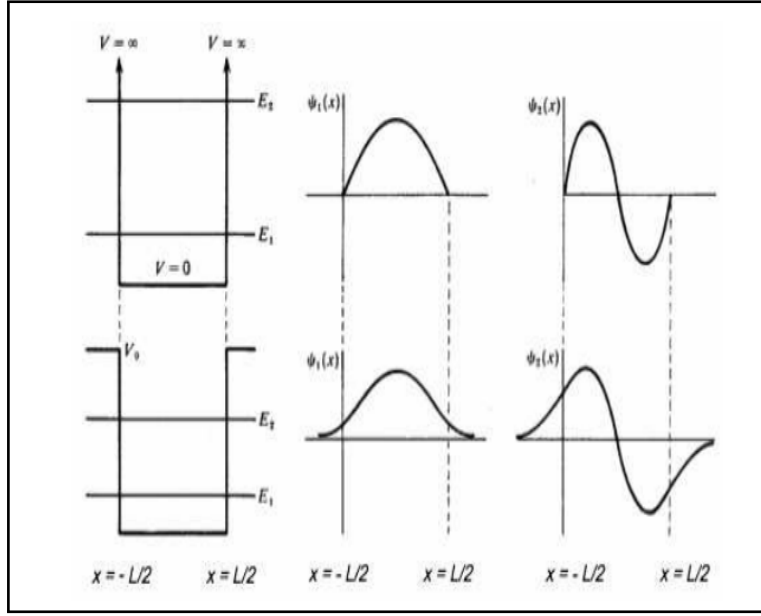 V = ∞ V = ∞
E₂
ψ₁(x) ψ₂(x)
E₁
V = 0
V₀
ψ₁(x) ψ₂(x)
E₂
E₁
x = - L/2 x = L/2 x = - L/2 x = L/2 x = - L/2 x = L/2